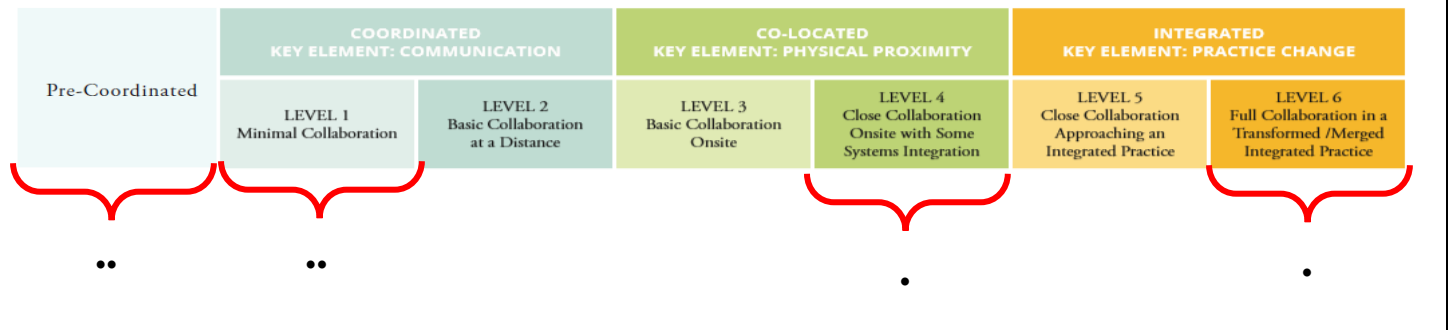 Pre-Coordinated
COORDINATED
KEY ELEMENT: COMMUNICATION
CO-LOCATED
KEY ELEMENT: PHYSICAL PROXIMITY
INTEGRATED
KEY ELEMENT: PRACTICE CHANGE
LEVEL 1
Minimal Collaboration
LEVEL 2
Basic Collaboration
at a Distance
LEVEL 3
Basic Collaboration
Onsite
LEVEL 4
Close Collaboration
Onsite with Some
Systems Integration
LEVEL 5
Close Collaboration
Approaching an
Integrated Practice
LEVEL 6
Full Collaboration in a
Transformed /Merged
Integrated Practice